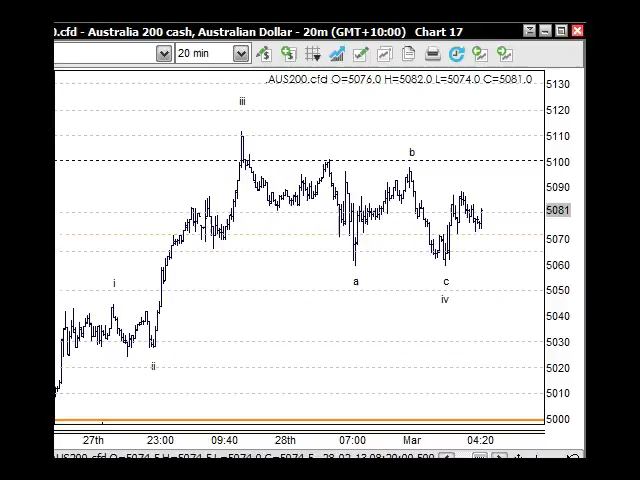 0.cfd - Australia 200 cash, Australian Dollar - 20m (GMT+10:00) Chart 17
20 min
.AUS200.cfd O=5076.0 H=5082.0 L=5074.0 C=5081.0
5130
5120
iii
5110
b
5100
5090
5081
5070
5060
a
c
i
5050
iv
5040
5030
ii
5020
5010
5000
27th 23:00 09:40 28th 07:00 Mar 04:20